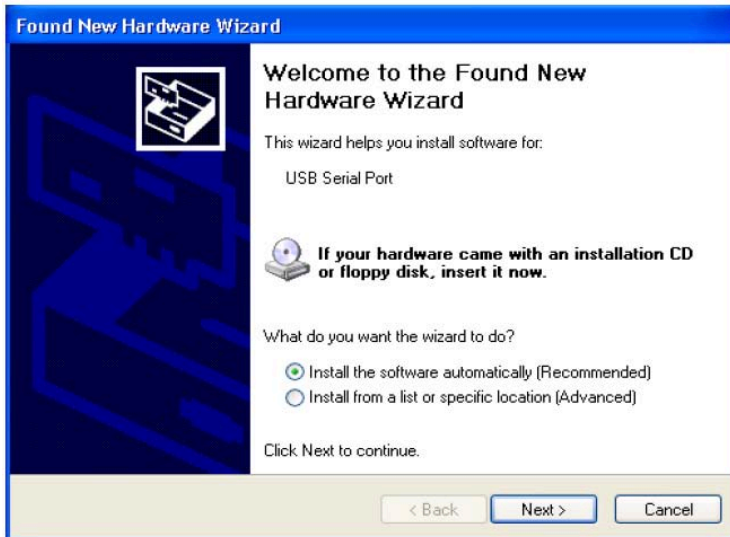 Found New Hardware Wizard
Welcome to the Found New
Hardware Wizard
This wizard helps you install software for:
USB Serial Port
If your hardware came with an installation CD
or floppy disk, insert it now.
What do you want the wizard to do?
Install the software automatically (Recommended)
Install from a list or specific location (Advanced)
Click Next to continue.
< Back Next > Cancel